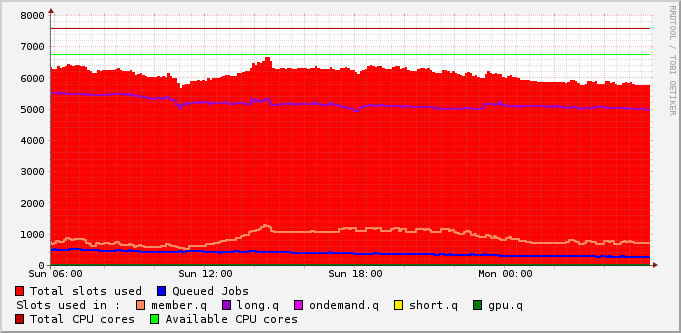 8000
7000
6000
5000
4000
3000
2000
1000
0
Sun 06:00 Sun 12:00 Sun 18:00 Mon 00:00
Total slots used Queued Jobs
Slots used in : member.q long.q ondemand.q short.q gpu.q
Total CPU cores Available CPU cores
RRDTOOL / TOBI OETIKER